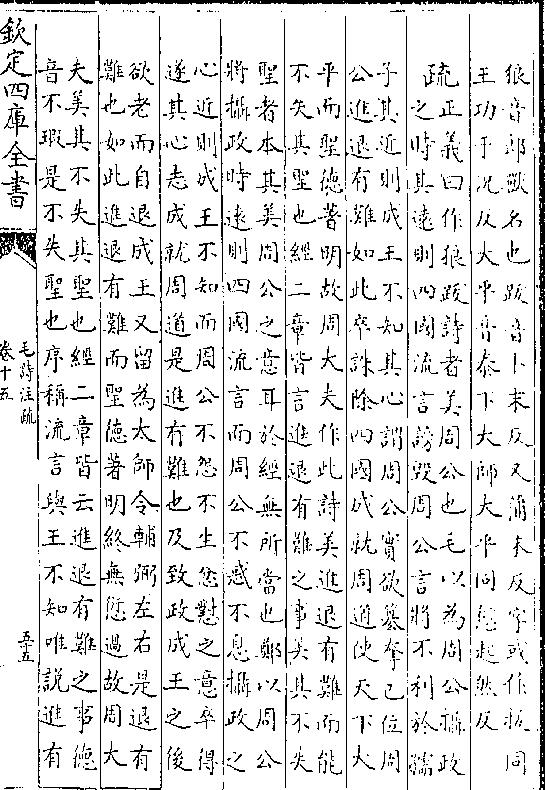 狼音郎獸名也跋音卜末反又蒲末反字或作拔同
王功于況反大平音泰下大師大平同愆起然反
疏正義曰作狼跋詩者美周公也毛以為周公攝政
之時其遠則四國流言謗毀周公言將不利於孺
子其近則成王不知其心謂周公實欲簒奪已位周
公進退有難如此卒誅除四國成就周道使天下大
平而聖德著明故周大夫作此詩美進退有難而能
不失其聖也經二章皆言進退有難之事美其不失
聖者本其美周公之意耳於經無所當也鄭以周公
將攝政時遠則四國流言而周公不惑不息攝政之
心近則成王不知而周公不怨不生忿懟之意卒得
遂其心志成就周道是進有難也及致政成王之後
欲老而自退成王又留為太師令輔弼左右是退有
難也如此進退有難而聖德著明終無愆過故周大
夫美其不失其聖也經二章皆云進退有難之事德
音不瑕是不失聖也序稱流言與王不知唯説進有
欽定四庫全書
毛詩注疏
卷十五
五十五